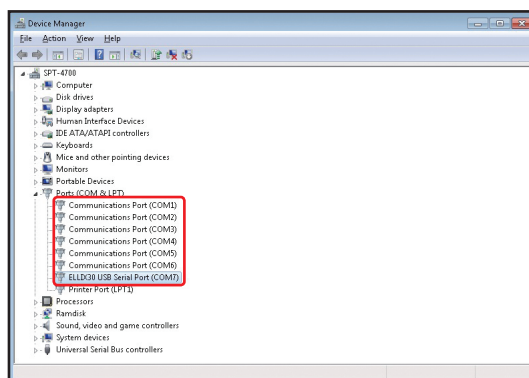 Device Manager
File Action View Help
SPT-4700
Computer
Disk drives
Display adapters
Human Interface Devices
IDE ATA/ATAPI controllers
Keyboards
Mice and other pointing devices
Monitors
Portable Devices
Ports (COM & LPT)
Communications Port (COM1)
Communications Port (COM2)
Communications Port (COM3)
Communications Port (COM4)
Communications Port (COM5)
Communications Port (COM6)
ELLDX30 USB Serial Port (COM7)
Printer Port (LPT1)
Processors
Ramdisk
Sound, video and game controllers
System devices
Universal Serial Bus controllers